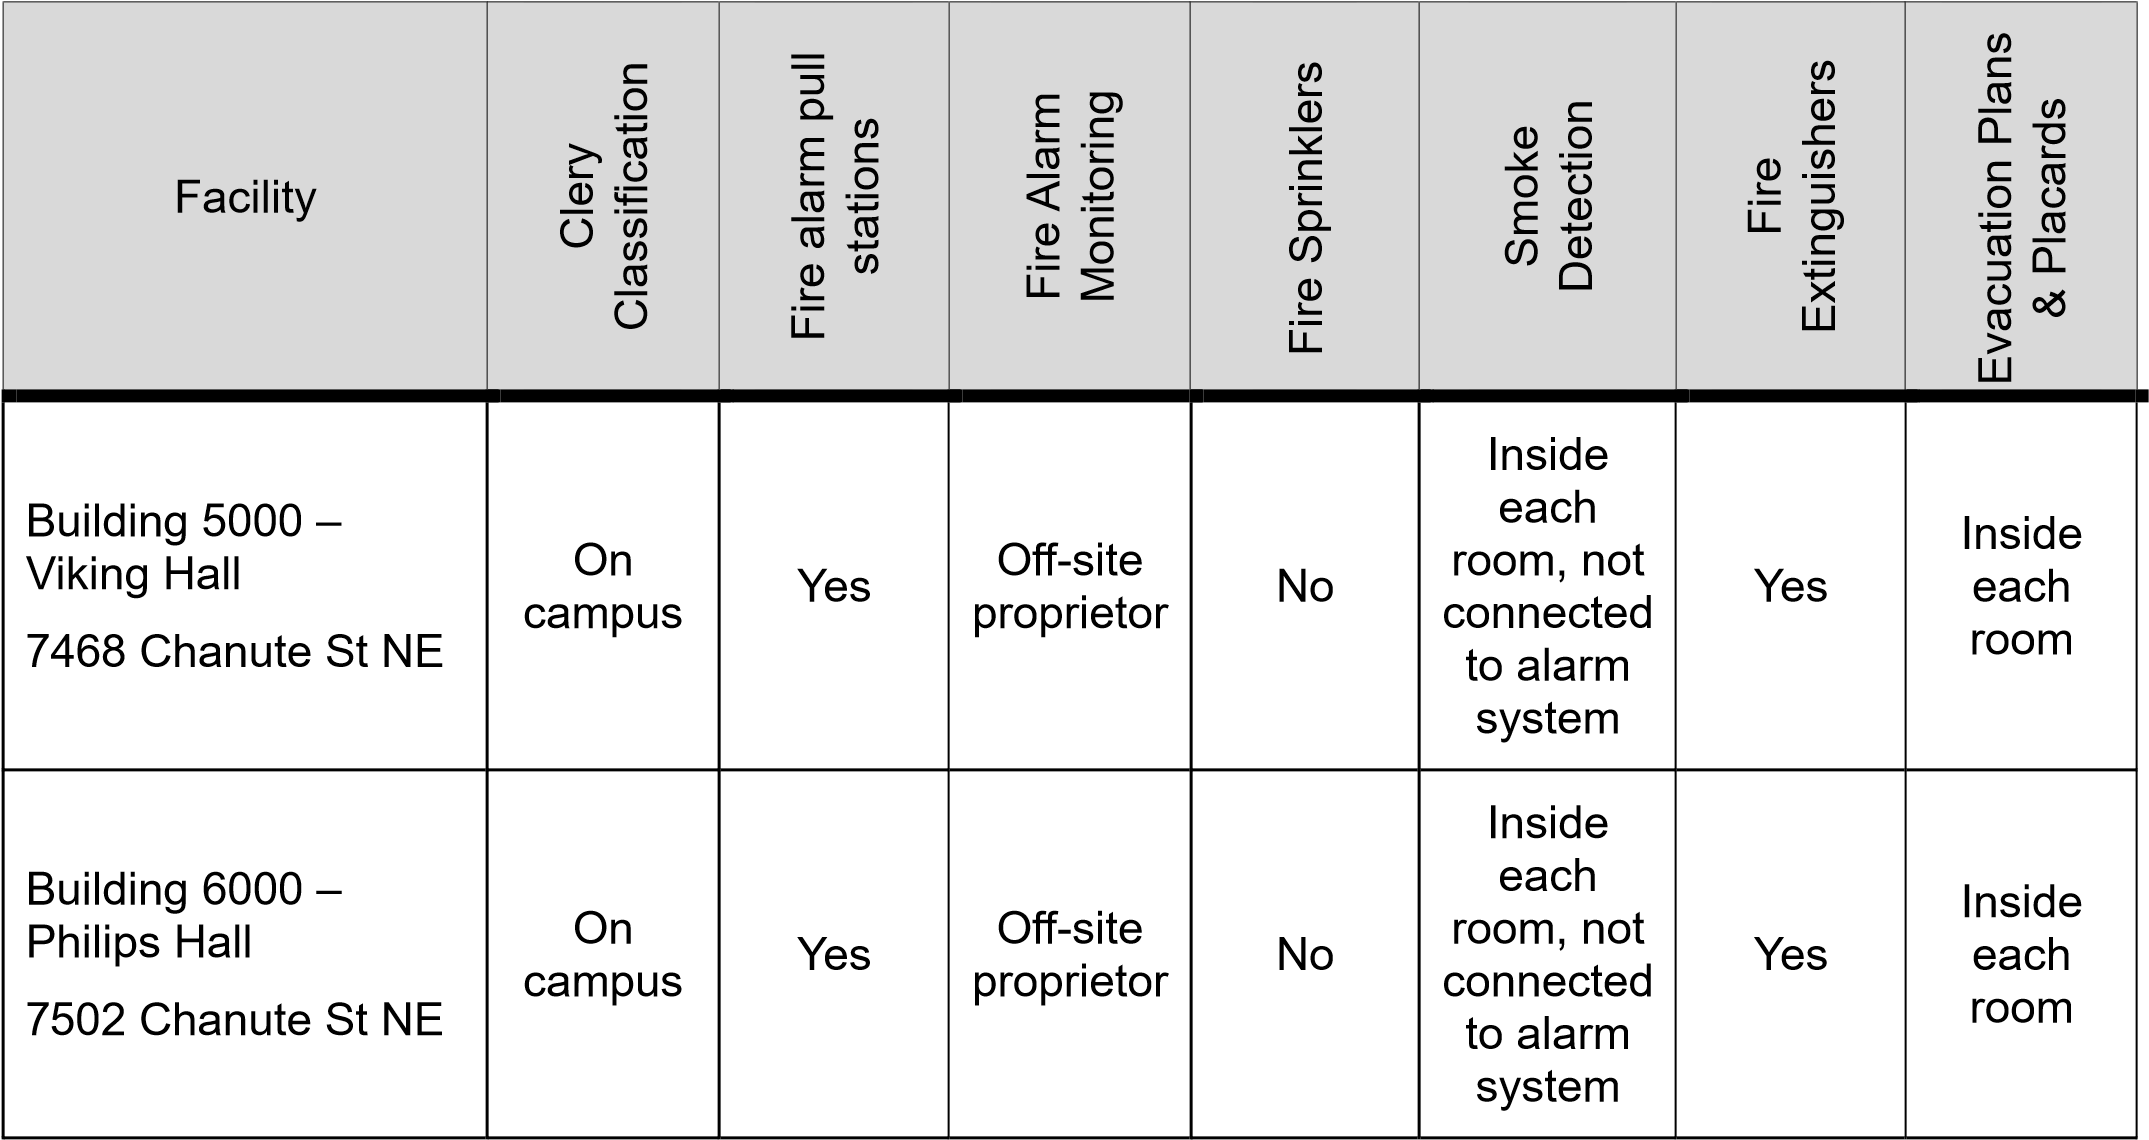 Facility
Clery
Classification
Fire alarm pull
stations
Fire Alarm
Monitoring
Fire Sprinklers
Smoke
Detection
Fire
Extinguishers
Evacuation Plans
& Placards
Building 5000 –
Viking Hall
7468 Chanute St NE
On
campus
Yes
Off-site
proprietor
No
Inside
each
room, not
connected
to alarm
system
Yes
Inside
each
room
Building 6000 –
Philips Hall
7502 Chanute St NE
On
campus
Yes
Off-site
proprietor
No
Inside
each
room, not
connected
to alarm
system
Yes
Inside
each
room